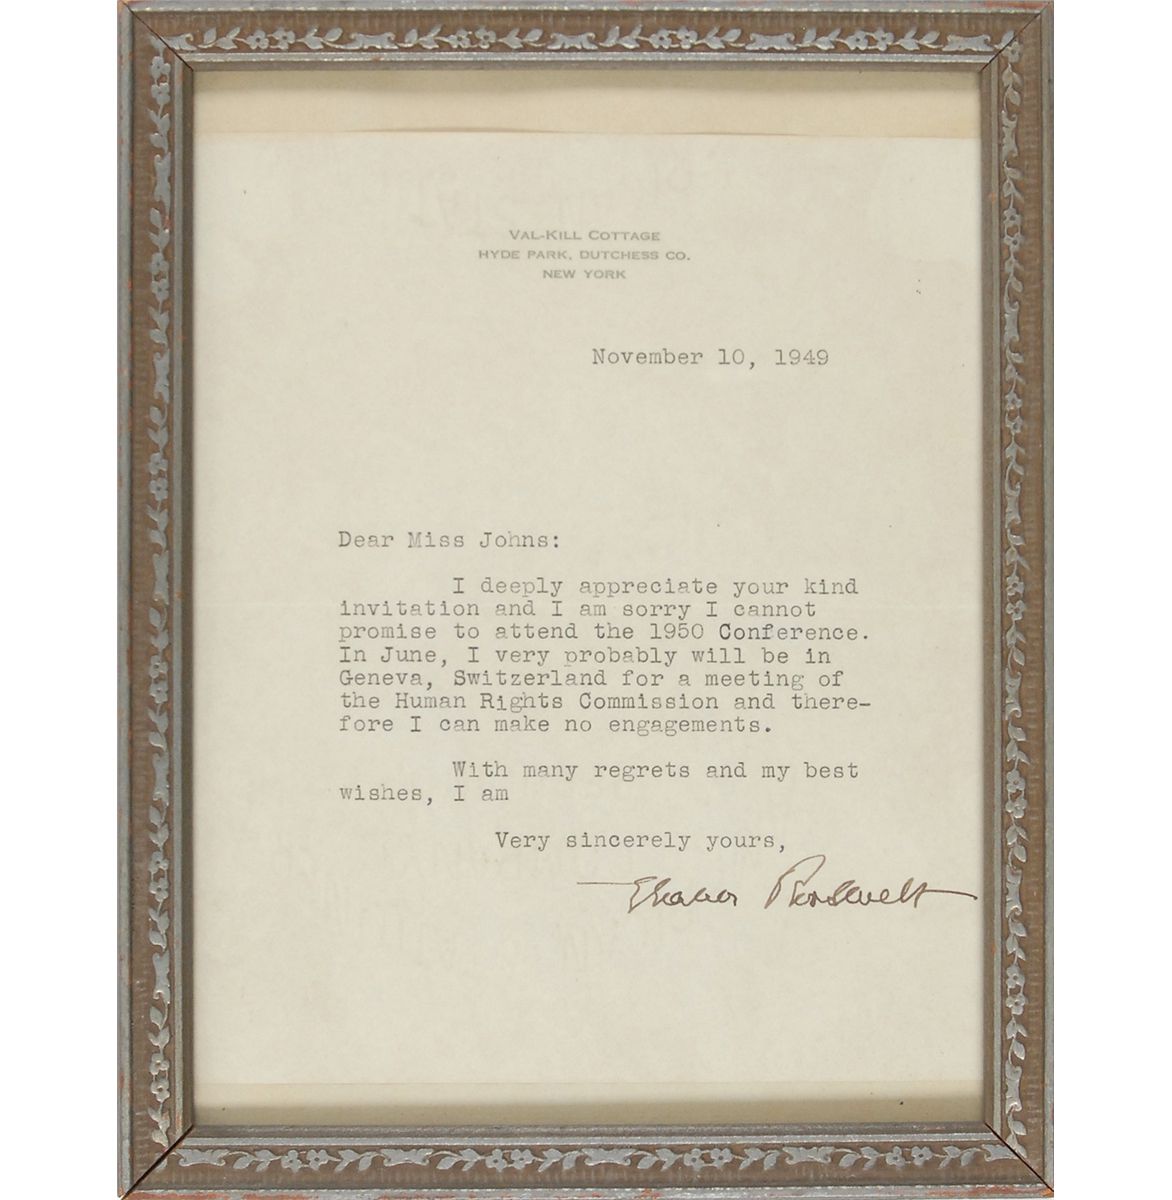 VAL-KILL COTTAGE
HYDE PARK, DUTCHESS CO.
NEW YORK
November 10, 1949
Dear Miss Johns:
I deeply appreciate your kind
invitation and I am sorry I cannot
promise to attend the 1950 Conference.
In June, I very probably will be in
Geneva, Switzerland for a meeting of
the Human Rights Commission and there-
fore I can make no engagements.
With many regrets and my best
wishes, I am
Very sincerely yours,
Eleanor Roosevelt